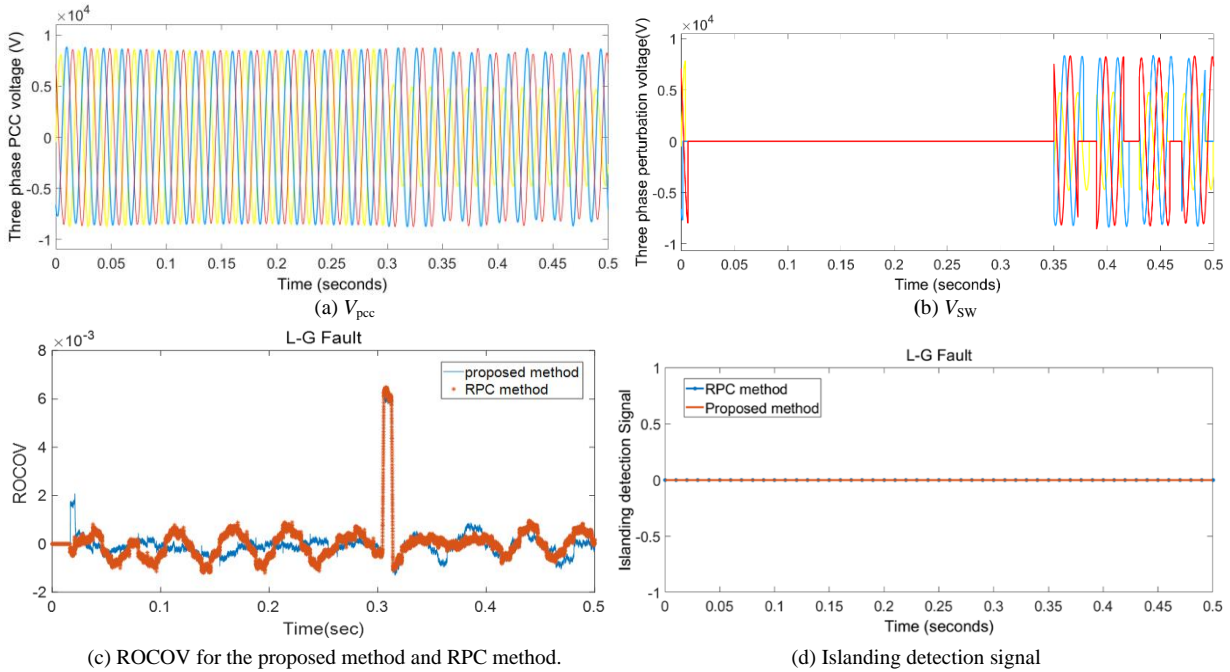 ×10⁴
Three phase PCC voltage (V)
1
0.5
0
-0.5
-1
0 0.05 0.1 0.15 0.2 0.25 0.3 0.35 0.4 0.45 0.5
Time (seconds)
(a) Vpcc
×10⁴
Three phase perturbation voltage(V)
1
0.5
0
-0.5
-1
0 0.05 0.1 0.15 0.2 0.25 0.3 0.35 0.4 0.45 0.5
Time (seconds)
(b) VSW
×10⁻³
L-G Fault
ROCOV
8
6
4
2
0
-2
proposed method
RPC method
0 0.1 0.2 0.3 0.4 0.5
Time(sec)
(c) ROCOV for the proposed method and RPC method.
L-G Fault
Islanding detection Signal
1
0.5
0
-0.5
-1
RPC method
Proposed method
0 0.05 0.1 0.15 0.2 0.25 0.3 0.35 0.4 0.45 0.5
Time (seconds)
(d) Islanding detection signal